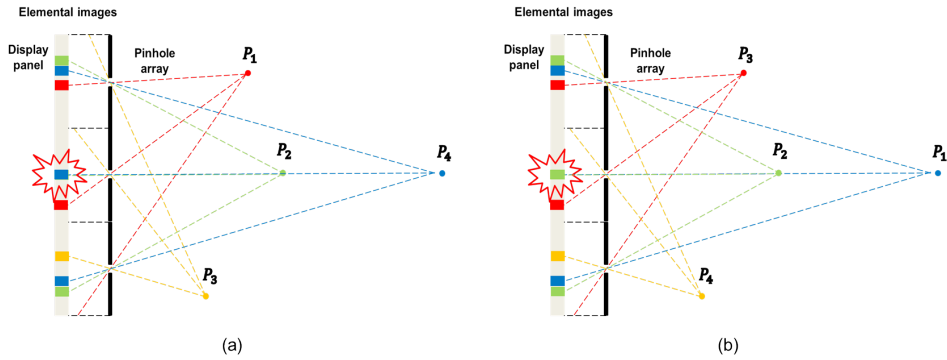 Elemental images
Display
panel
Pinhole
array
P1
P2
P4
P3
(a)
Elemental images
Display
panel
Pinhole
array
P3
P2
P1
P4
(b)